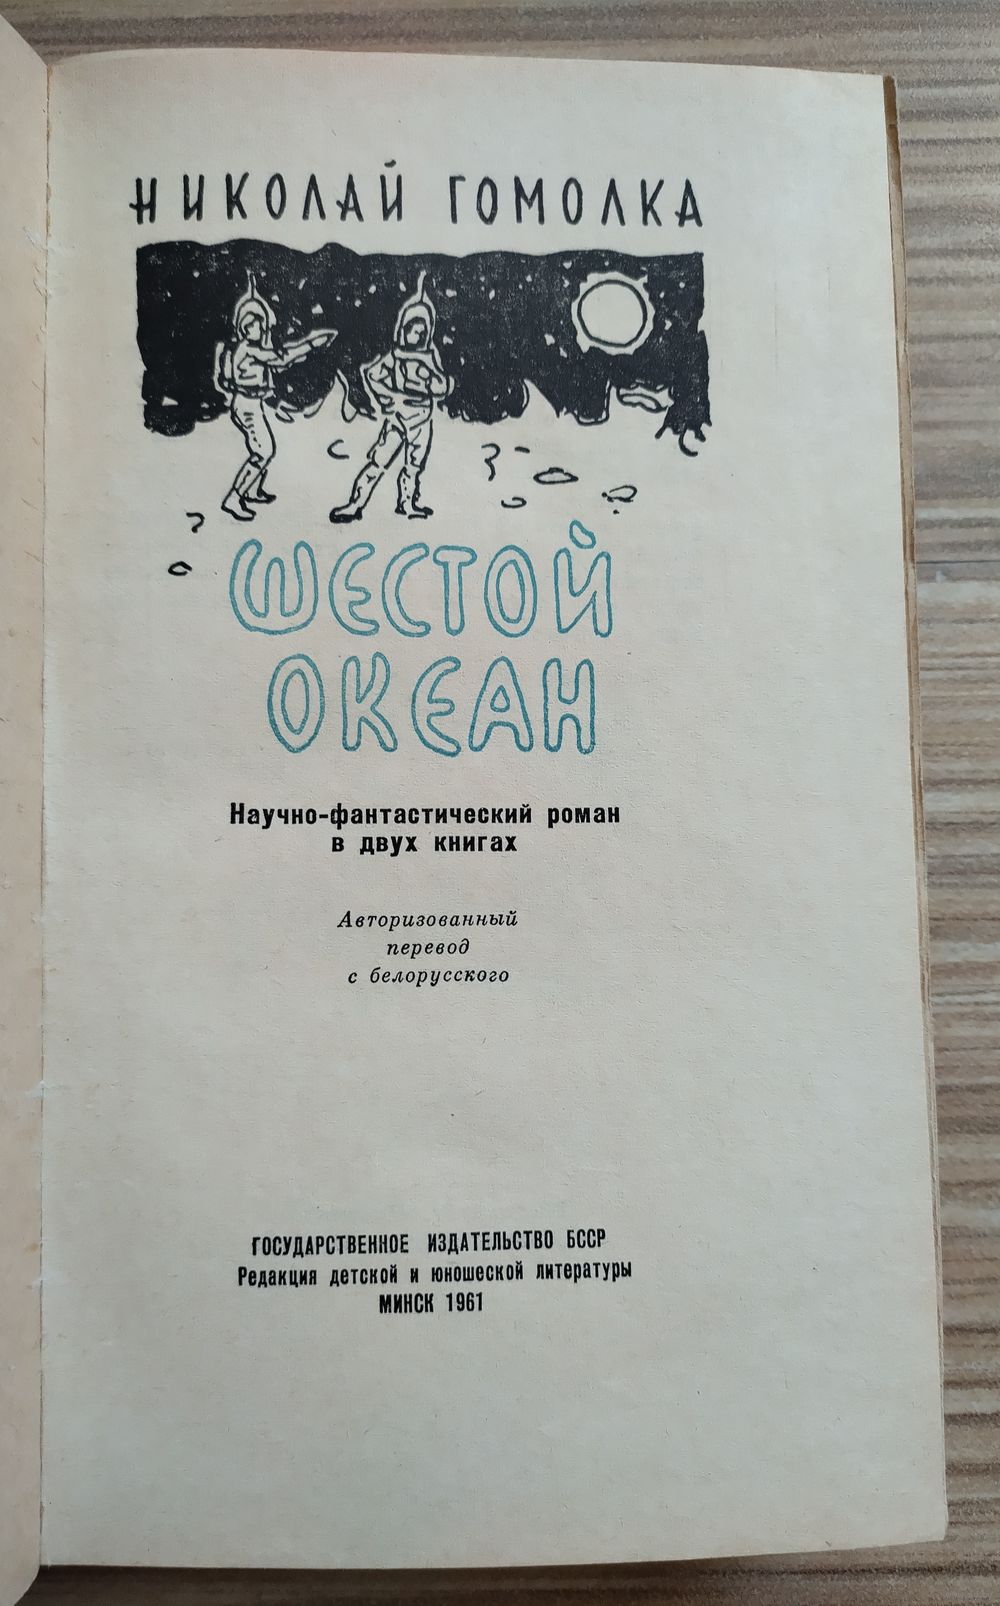 НИКОЛАЙ ГОМОЛКА
ШЕСТОЙ
ОКЕАН
Научно-фантастический роман
в двух книгах
Авторизованный
перевод
с белорусского
ГОСУДАРСТВЕННОЕ ИЗДАТЕЛЬСТВО БССР
Редакция детской и юношеской литературы
МИНСК 1961